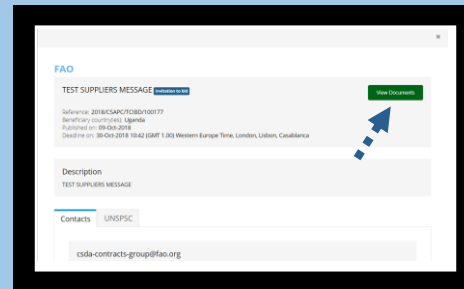 ×
FAO
TEST SUPPLIERS MESSAGE Invitation to bid
View Documents
Reference: 2018/CSAPC/TCIBD/100177
Beneficiary country(ies): Uganda
Published on: 09-Oct-2018
Deadline on: 30-Oct-2018 10:42 (GMT 1.00) Western Europe Time, London, Lisbon, Casablanca
Description
TEST SUPPLIERS MESSAGE
Contacts UNSPSC
csda-contracts-group@fao.org